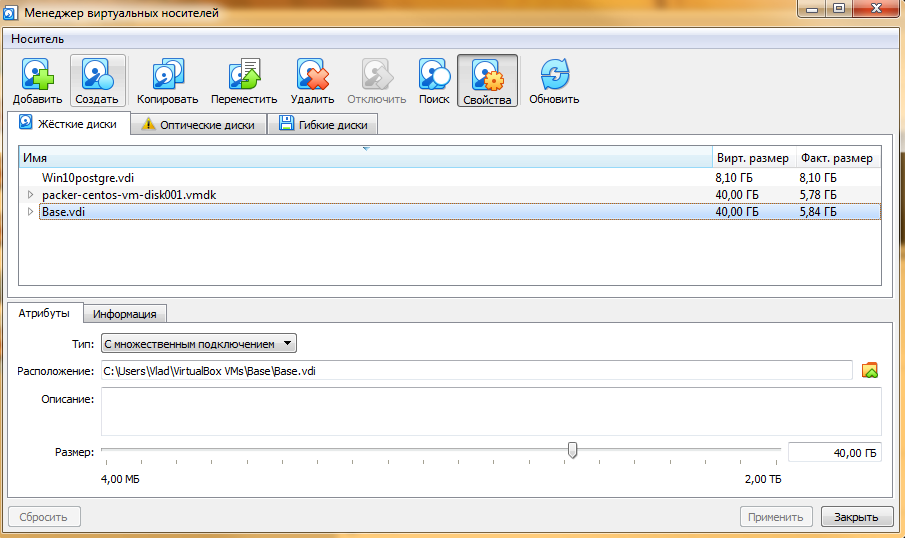 Менеджер виртуальных носителей
Носитель
Добавить Создать Копировать Переместить Удалить Отключить Поиск Свойства Обновить
Жёсткие диски Оптические диски Гибкие диски
Имя Вирт. размер Факт. размер
Win10postgre.vdi 8,10 ГБ 8,10 ГБ
packer-centos-vm-disk001.vmdk 40,00 ГБ 5,78 ГБ
Base.vdi 40,00 ГБ 5,84 ГБ
Атрибуты Информация
Тип: С множественным подключением
Расположение: C:\Users\Vlad\VirtualBox VMs\Base\Base.vdi
Описание:
Размер: 40,00 ГБ
4,00 МБ 2,00 ТБ
Сбросить Применить Закрыть